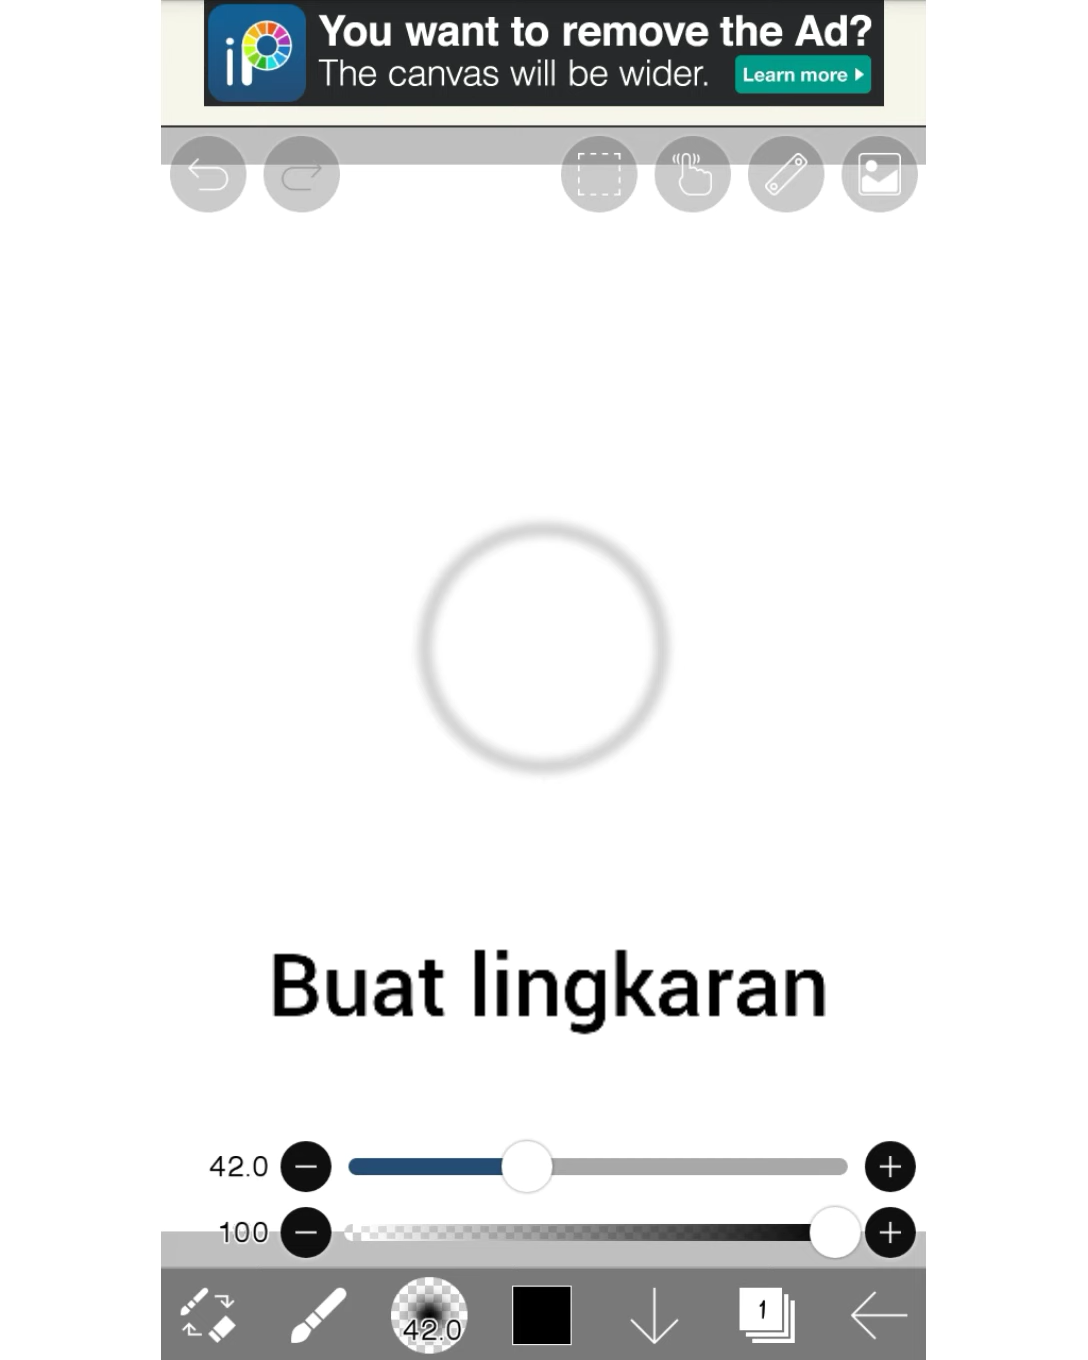 iP
You want to remove the Ad?
The canvas will be wider.
Learn more
Buat lingkaran
42.0
100
42.0
1